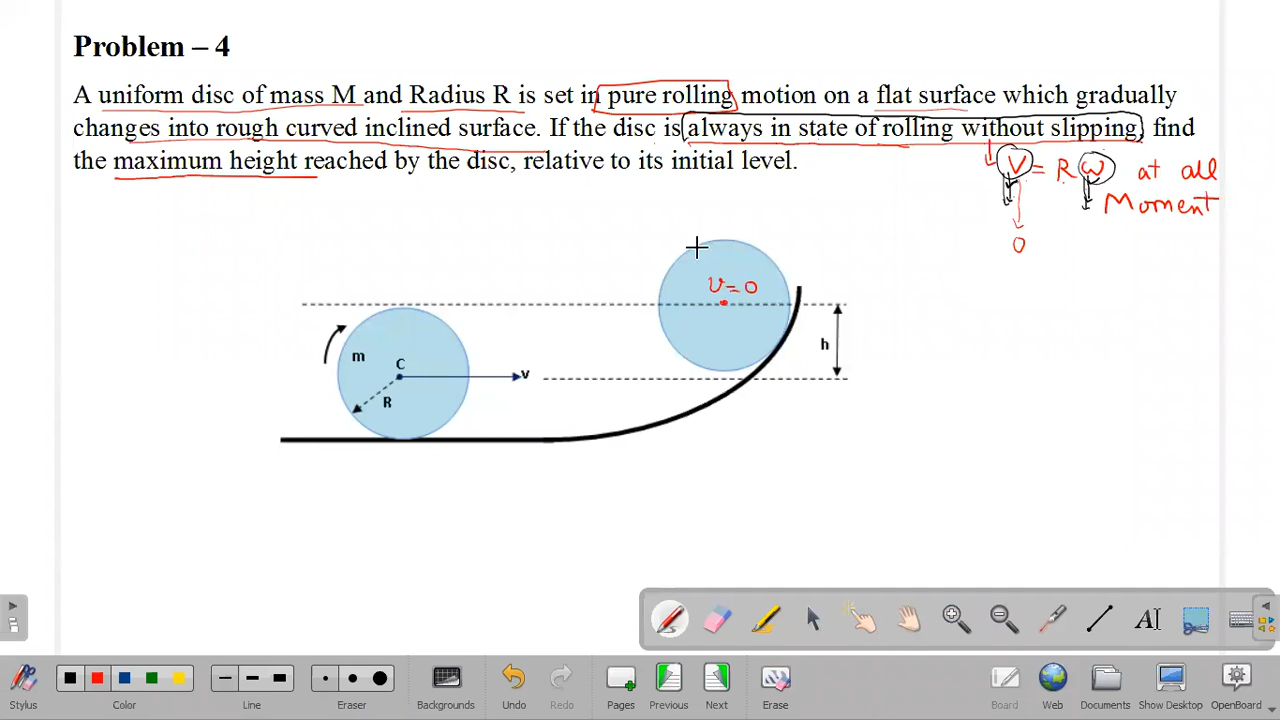 Problem – 4
A uniform disc of mass M and Radius R is set in pure rolling motion on a flat surface which gradually
changes into rough curved inclined surface. If the disc is always in state of rolling without slipping, find
the maximum height reached by the disc, relative to its initial level.
V = R ω at all
Moment
0
v = 0
m
C
v
R
h
Stylus
Color
Line
Eraser
Backgrounds
Undo
Redo
Pages
Previous
Next
Erase
Board
Web
Documents
Show Desktop
OpenBoard